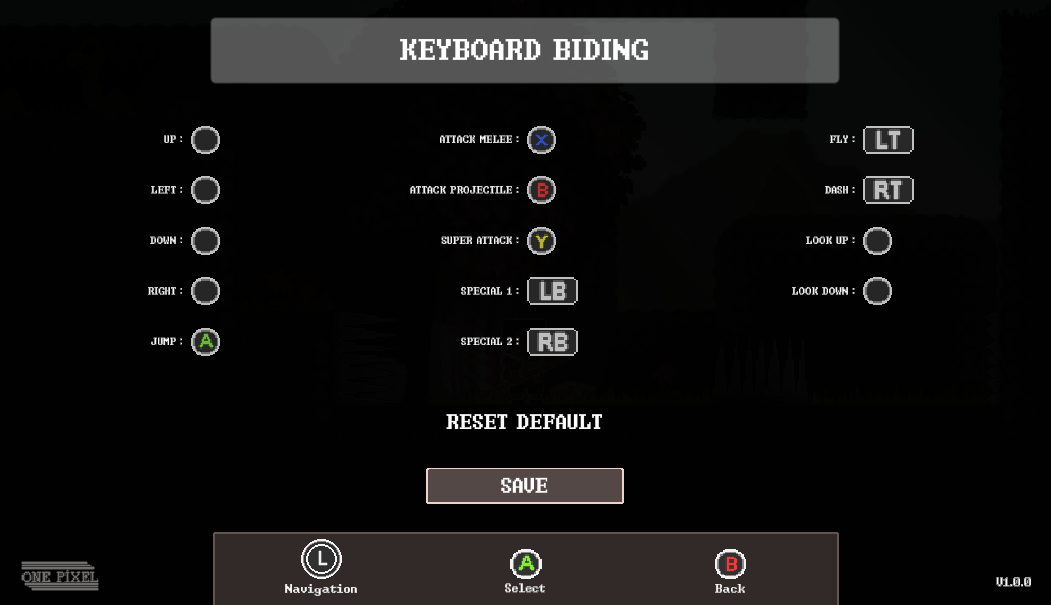 KEYBOARD BIDING
UP :
LEFT :
DOWN :
RIGHT :
JUMP : A
ATTACK MELEE : X
ATTACK PROJECTILE : B
SUPER ATTACK : Y
SPECIAL 1 : LB
SPECIAL 2 : RB
FLY : LT
DASH : RT
LOOK UP :
LOOK DOWN :
RESET DEFAULT
SAVE
L
Navigation
A
Select
B
Back
ONE PIXEL
V1.0.0